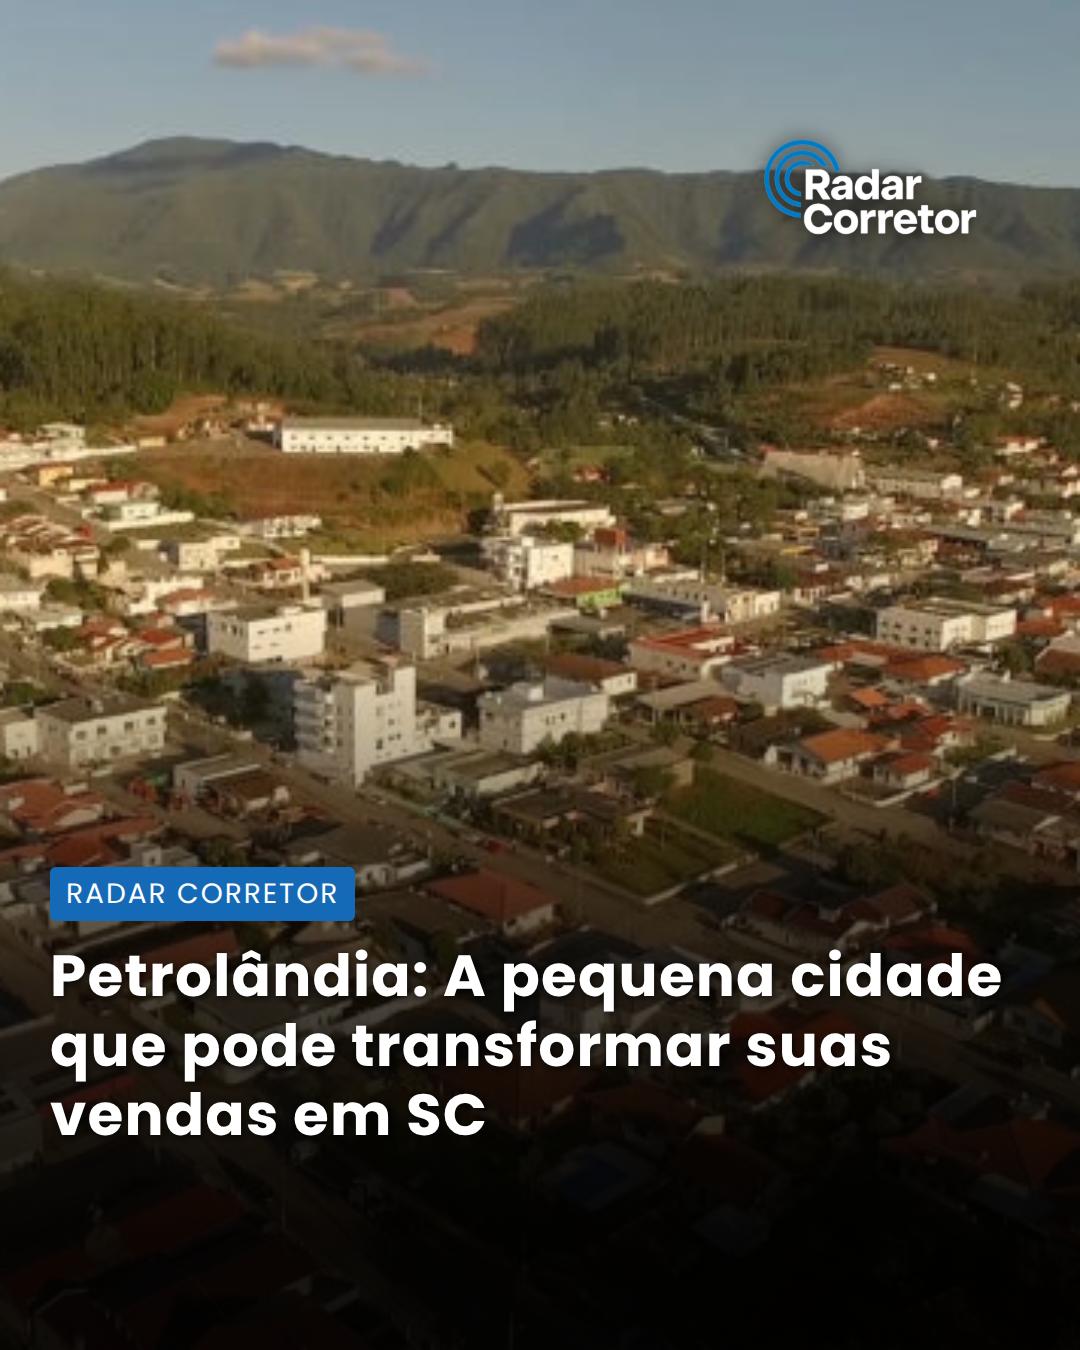 Radar
Corretor
RADAR CORRETOR
Petrolândia: A pequena cidade
que pode transformar suas
vendas em SC